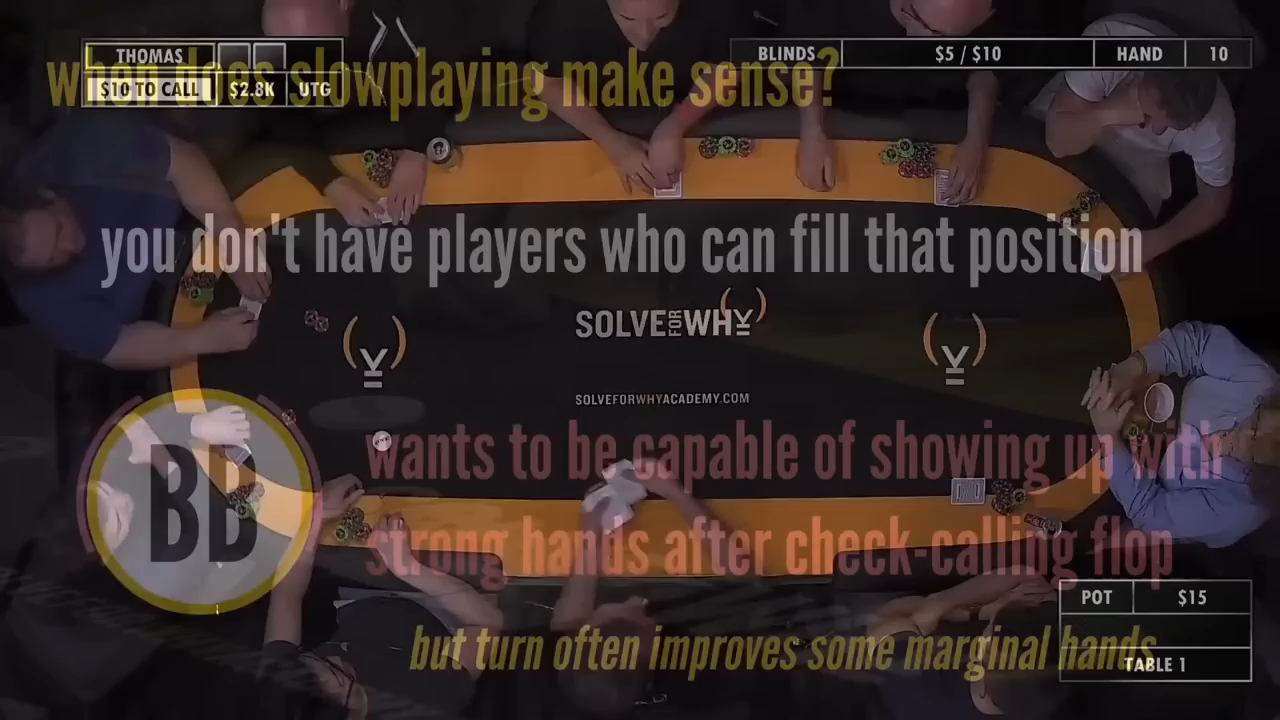 THOMAS
$10 TO CALL $2.8K UTG
BLINDS $5 / $10 HAND 10
when does slowplaying make sense?
you don't have players who can fill that position
SOLVE FOR WHY
SOLVEFORWHYACADEMY.COM
BB
wants to be capable of showing up with
strong hands after check-calling flop
but turn often improves some marginal hands
POT $15
TABLE 1